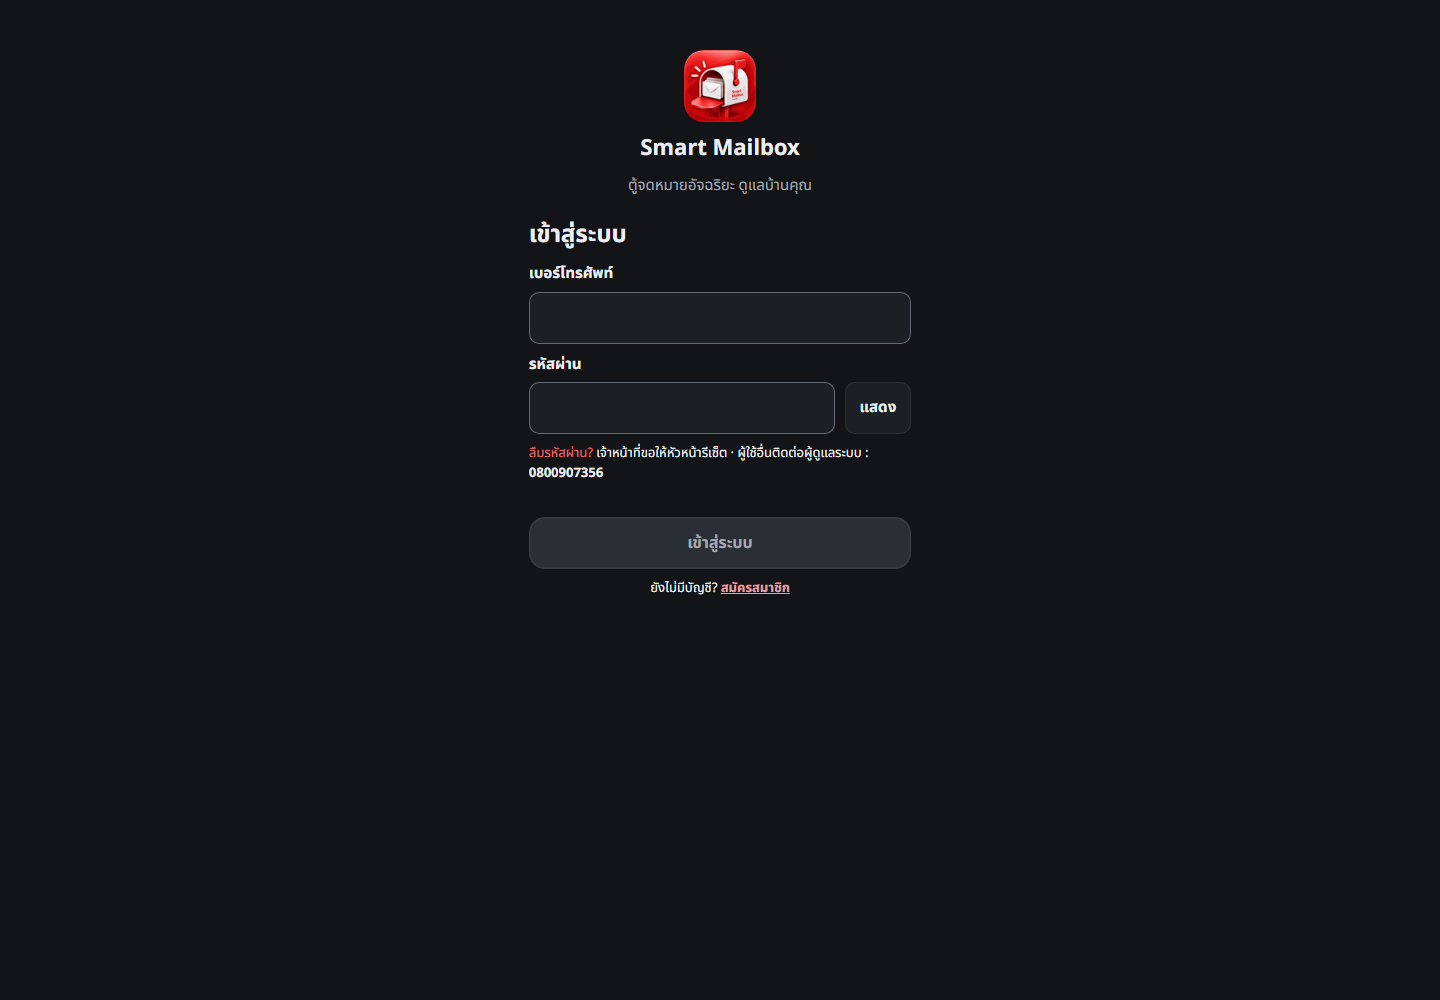 Smart Mailbox
ตู้จดหมายอัจฉริยะ ดูแลบ้านคุณ
เข้าสู่ระบบ
เบอร์โทรศัพท์
รหัสผ่าน
แสดง
ลืมรหัสผ่าน? เจ้าหน้าที่ขอให้หัวหน้ารีเซ็ต · ผู้ใช้อื่นติดต่อผู้ดูแลระบบ :
0800907356
เข้าสู่ระบบ
ยังไม่มีบัญชี? สมัครสมาชิก